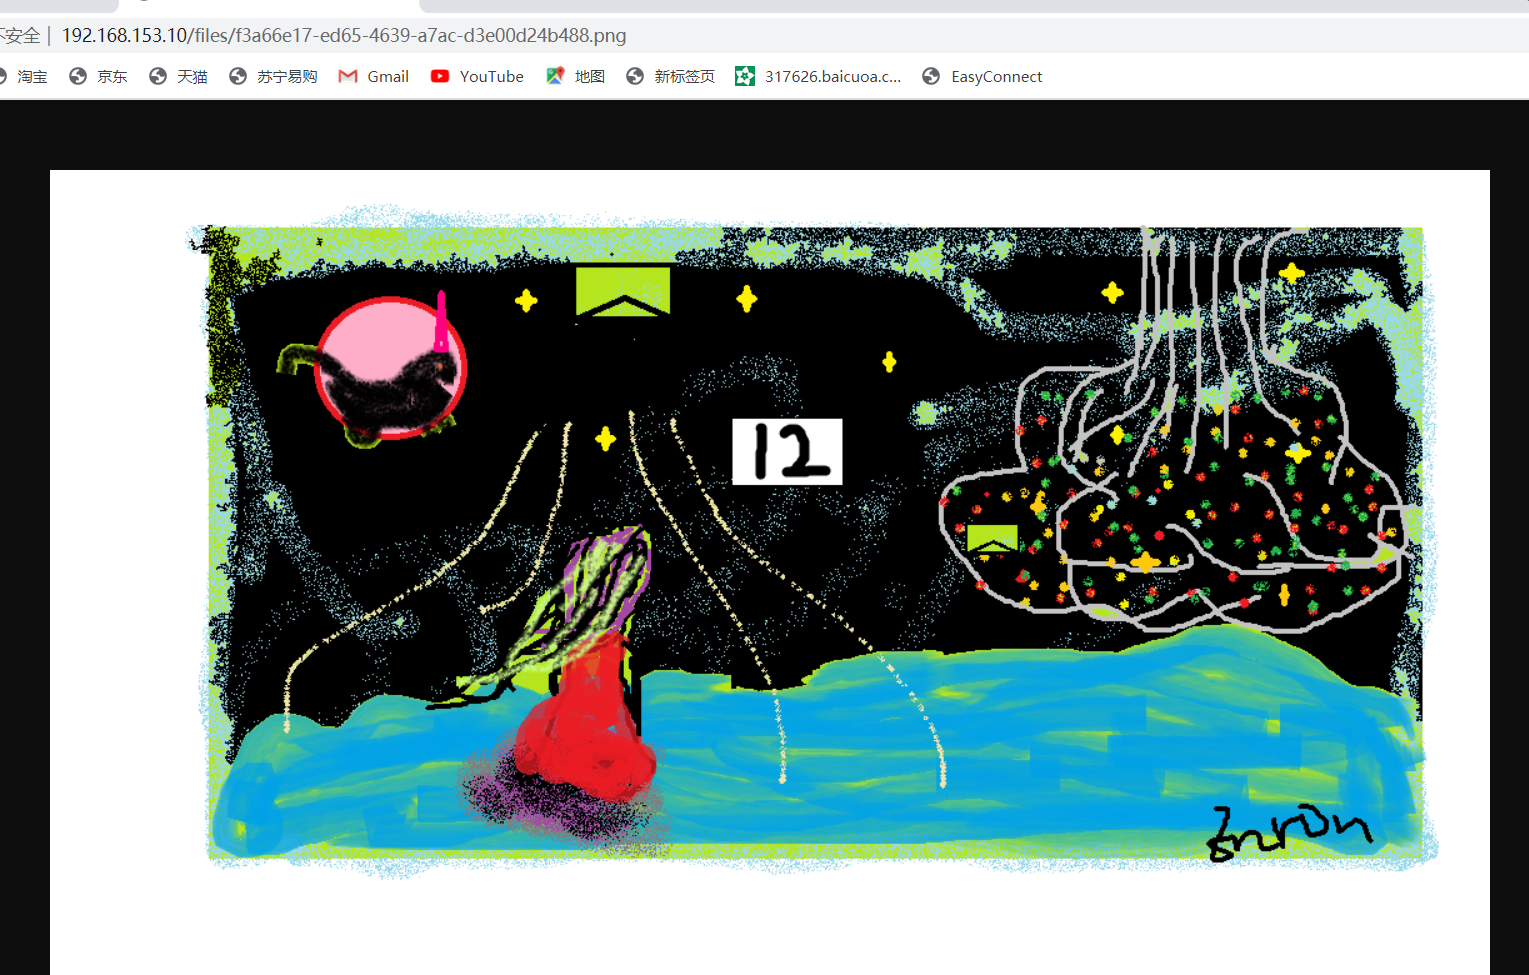 不安全 | 192.168.153.10/files/f3a66e17-ed65-4639-a7ac-d3e00d24b488.png
淘宝 京东 天猫 苏宁易购 Gmail YouTube 地图 新标签页 317626.baicuoa.c... EasyConnect
12